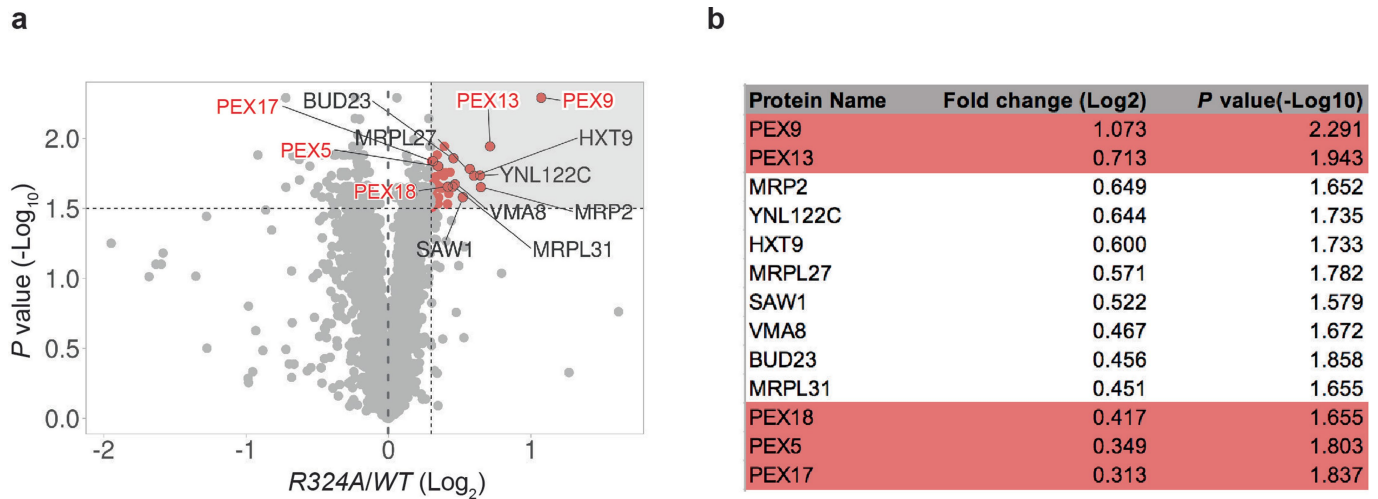 a
b
PEX17
BUD23
PEX13
PEX9
MRPL27
HXT9
PEX5
YNL122C
PEX18
VMA8
MRP2
SAW1
MRPL31
2.0
1.5
1.0
0.5
0.0
P value (-Log10)
-2
-1
0
1
R324A/WT (Log2)
Protein Name Fold change (Log2) P value(-Log10)
PEX9 1.073 2.291
PEX13 0.713 1.943
MRP2 0.649 1.652
YNL122C 0.644 1.735
HXT9 0.600 1.733
MRPL27 0.571 1.782
SAW1 0.522 1.579
VMA8 0.467 1.672
BUD23 0.456 1.858
MRPL31 0.451 1.655
PEX18 0.417 1.655
PEX5 0.349 1.803
PEX17 0.313 1.837